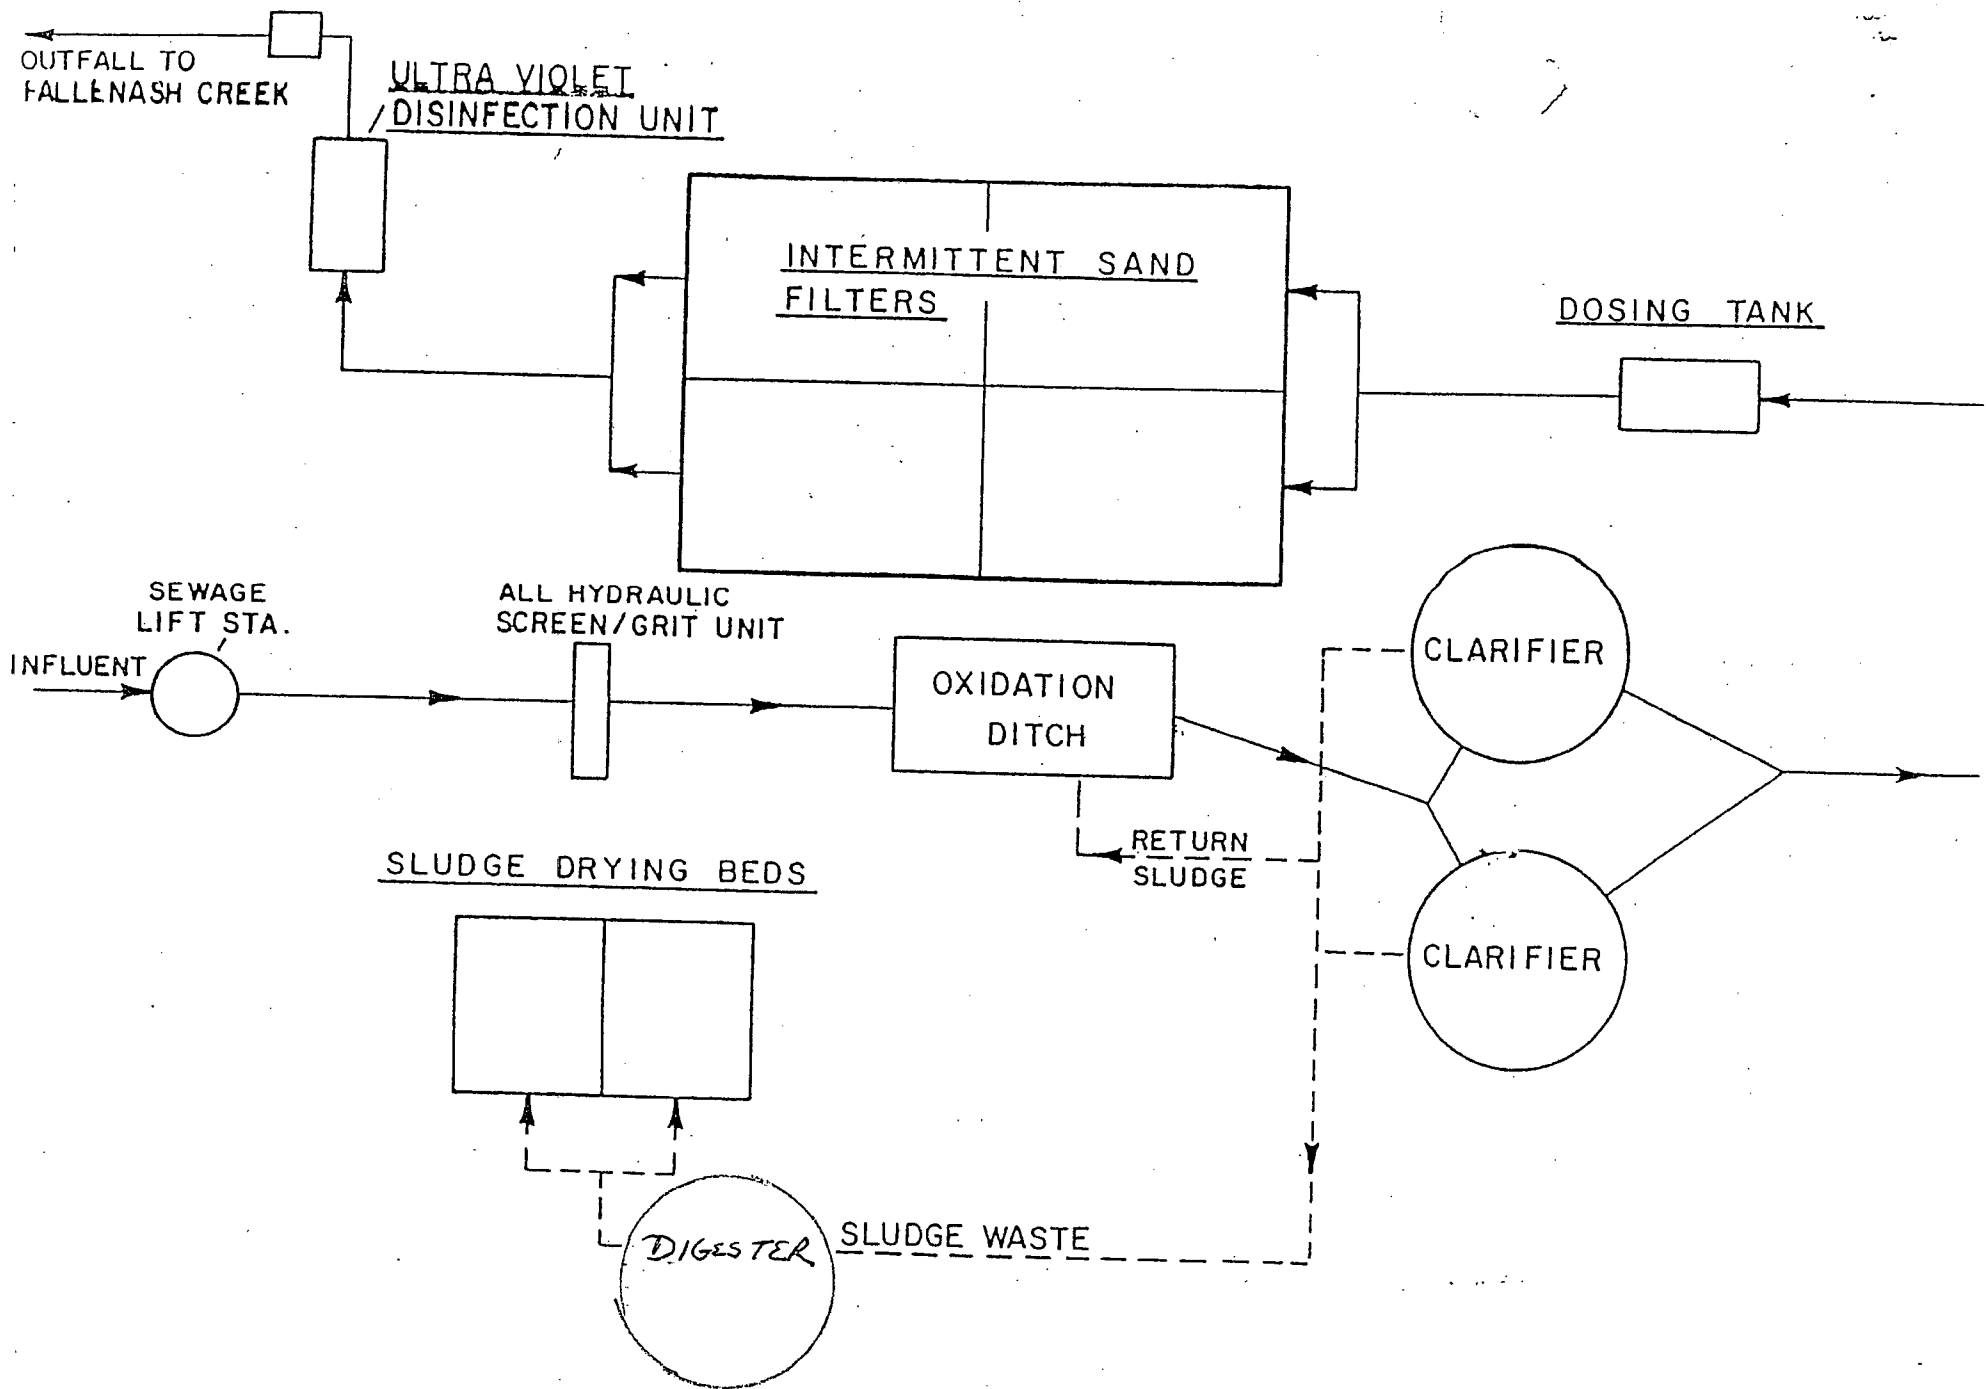 OUTFALL TO
FALLENASH CREEK
ULTRA VIOLET
DISINFECTION UNIT
INTERMITTENT SAND
FILTERS
DOSING TANK
SEWAGE
LIFT STA.
INFLUENT
ALL HYDRAULIC
SCREEN/GRIT UNIT
OXIDATION
DITCH
CLARIFIER
RETURN
SLUDGE
CLARIFIER
SLUDGE DRYING BEDS
DIGESTER
SLUDGE WASTE